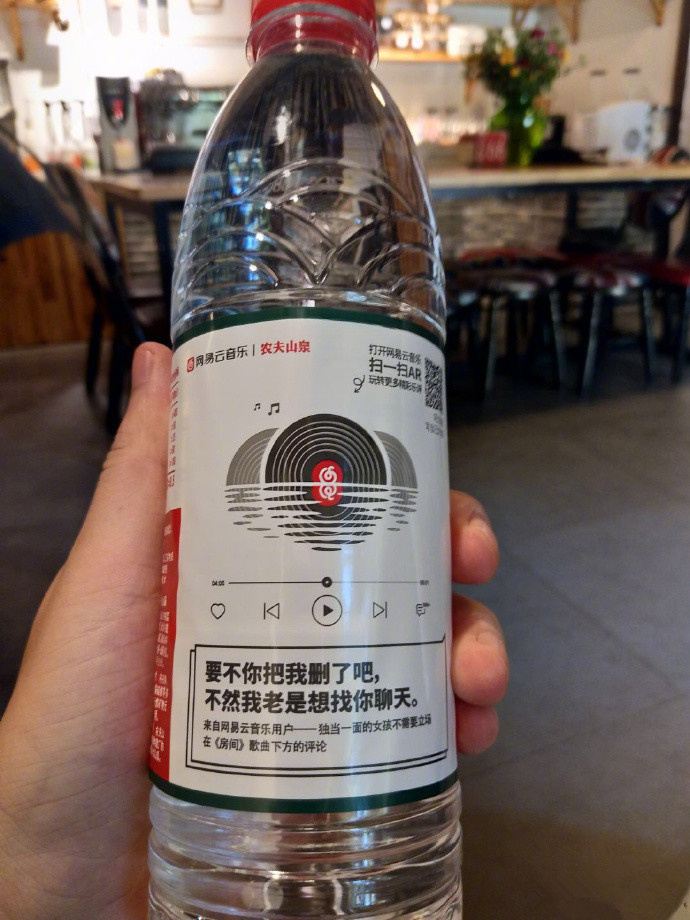 网易云音乐 | 农夫山泉
打开网易云音乐
扫一扫AR
玩转更多精彩乐评
04:00
要不你把我删了吧，
不然我老是想找你聊天。
来自网易云音乐用户——独当一面的女孩不需要立场
在《房间》歌曲下方的评论